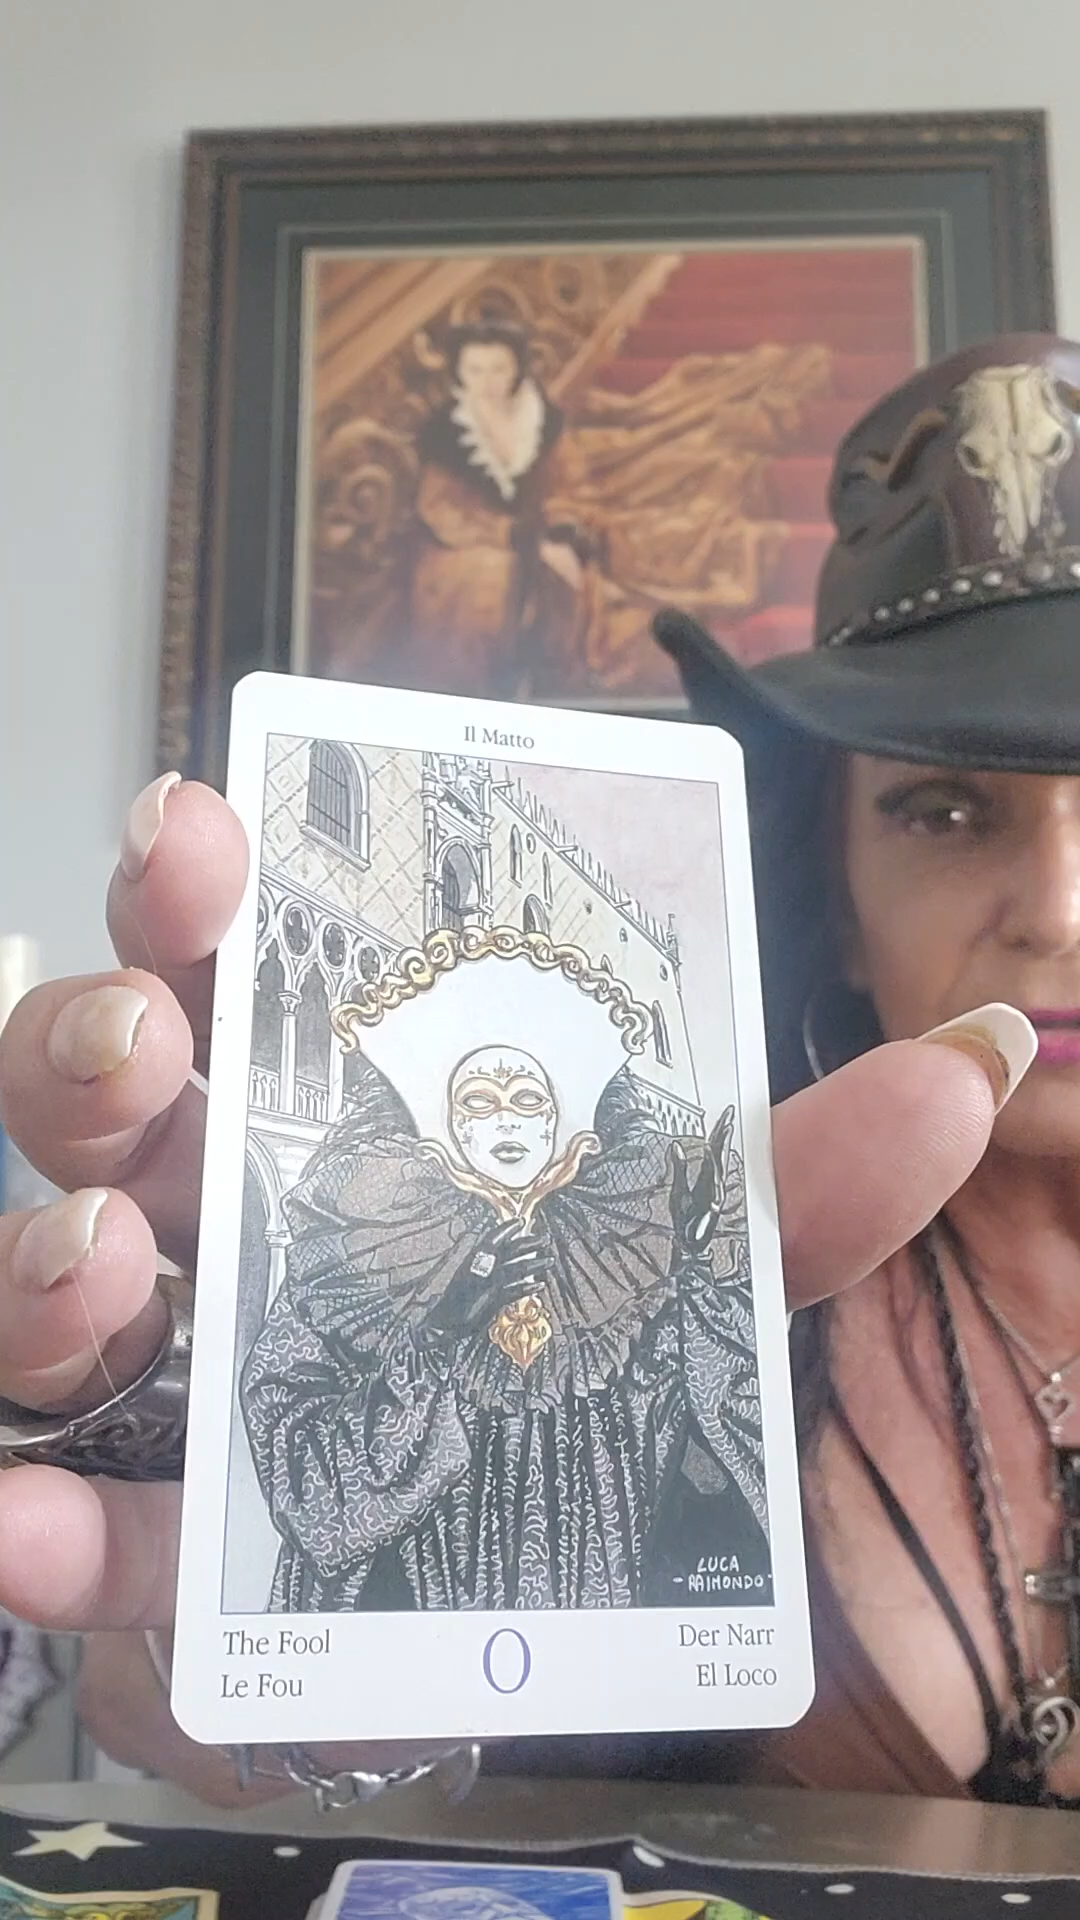 Il Matto
LUCA
-RAIMONDO-
The Fool
Le Fou
0
Der Narr
El Loco